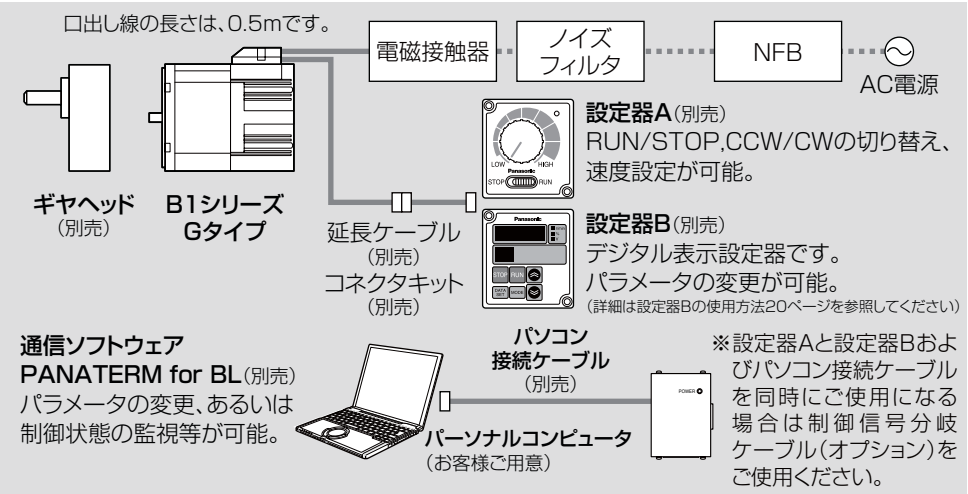 口出し線の長さは、0.5mです。
電磁接触器
ノイズ
フィルタ
NFB
AC電源
ギヤヘッド
(別売)
B1シリーズ
Gタイプ
延長ケーブル
(別売)
コネクタキット
(別売)
LOW
HIGH
Panasonic
STOP
RUN
設定器A(別売)
RUN/STOP,CCW/CWの切り替え、
速度設定が可能。
Panasonic
STOP
RUN
DATA
SET
MODE
設定器B(別売)
デジタル表示設定器です。
パラメータの変更が可能。
(詳細は設定器Bの使用方法20ページを参照してください)
通信ソフトウェア
PANATERM for BL(別売)
パラメータの変更、あるいは
制御状態の監視等が可能。
パソコン
接続ケーブル
(別売)
パーソナルコンピュータ
(お客様ご用意)
POWER
※設定器Aと設定器Bおよ
びパソコン接続ケーブル
を同時にご使用になる
場合は制御信号分岐
ケーブル(オプション)を
ご使用ください。